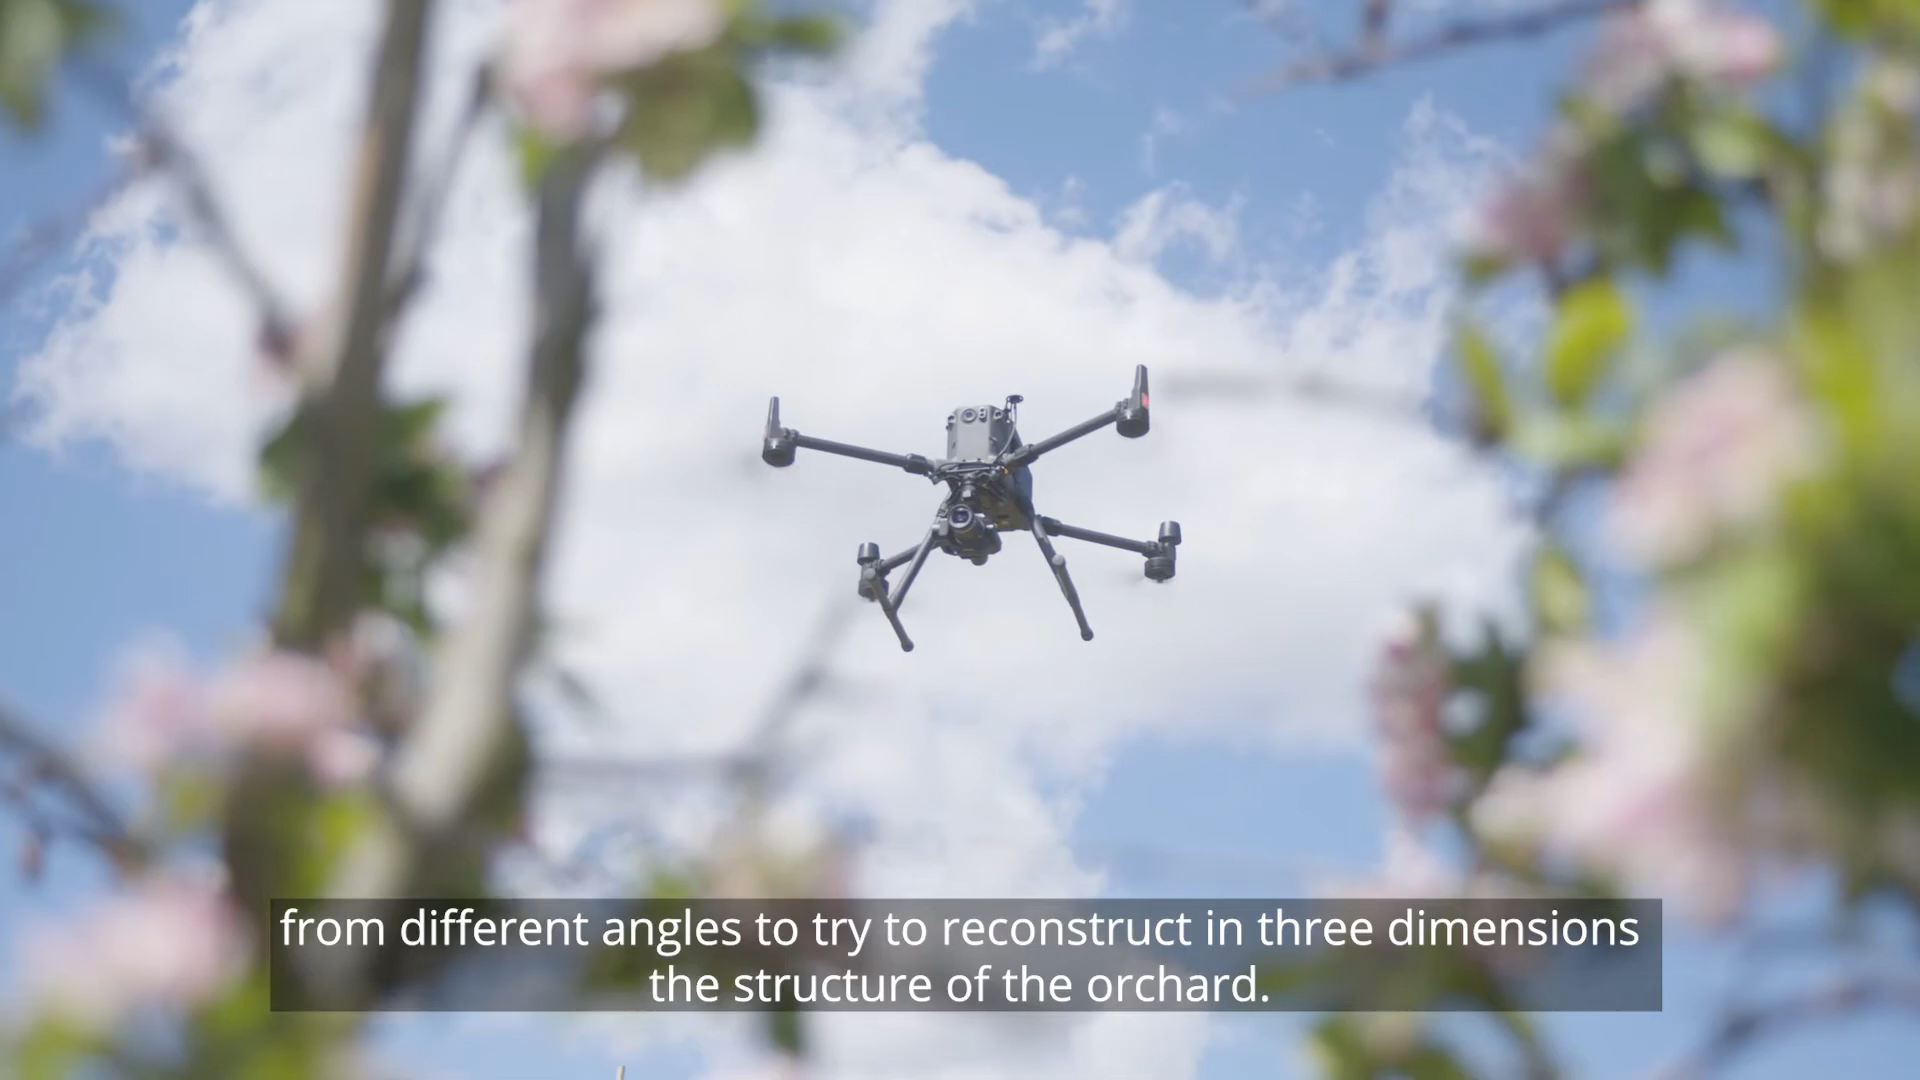 from different angles to try to reconstruct in three dimensions
the structure of the orchard.